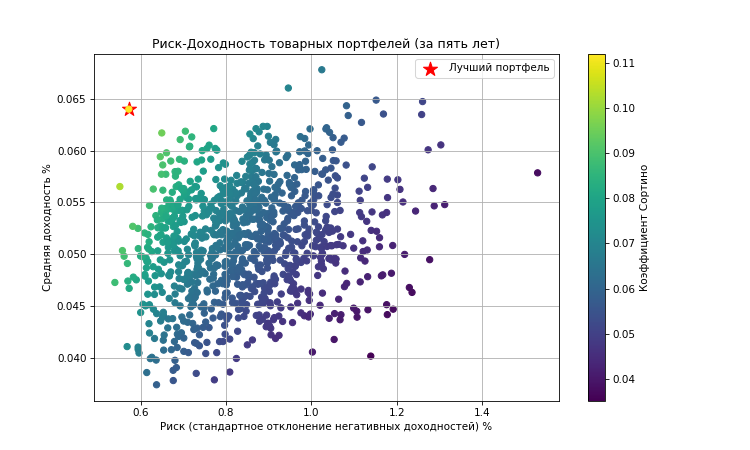 Риск-Доходность товарных портфелей (за пять лет)
Лучший портфель
Средняя доходность %
0.065
0.060
0.055
0.050
0.045
0.040
0.6 0.8 1.0 1.2 1.4
Риск (стандартное отклонение негативных доходностей) %
0.11
0.10
0.09
0.08
0.07
0.06
0.05
0.04
Коэффициент Сортино